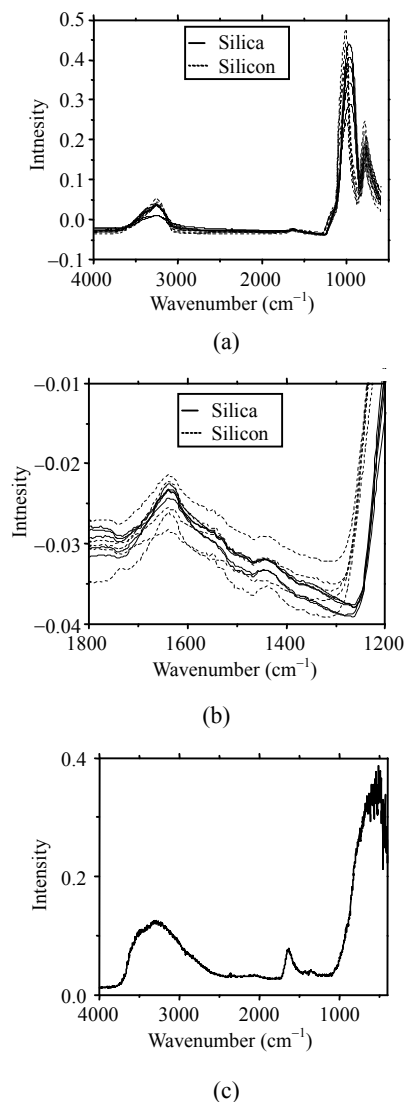 0.5
0.4
0.3
0.2
0.1
0.0
−0.1
Intnesity
Silica
Silicon
4000 3000 2000 1000
Wavenumber (cm−1)
(a)
−0.01
−0.02
−0.03
−0.04
Intnesity
Silica
Silicon
1800 1600 1400 1200
Wavenumber (cm−1)
(b)
0.4
0.2
0.0
Intensity
4000 3000 2000 1000
Wavenumber (cm−1)
(c)